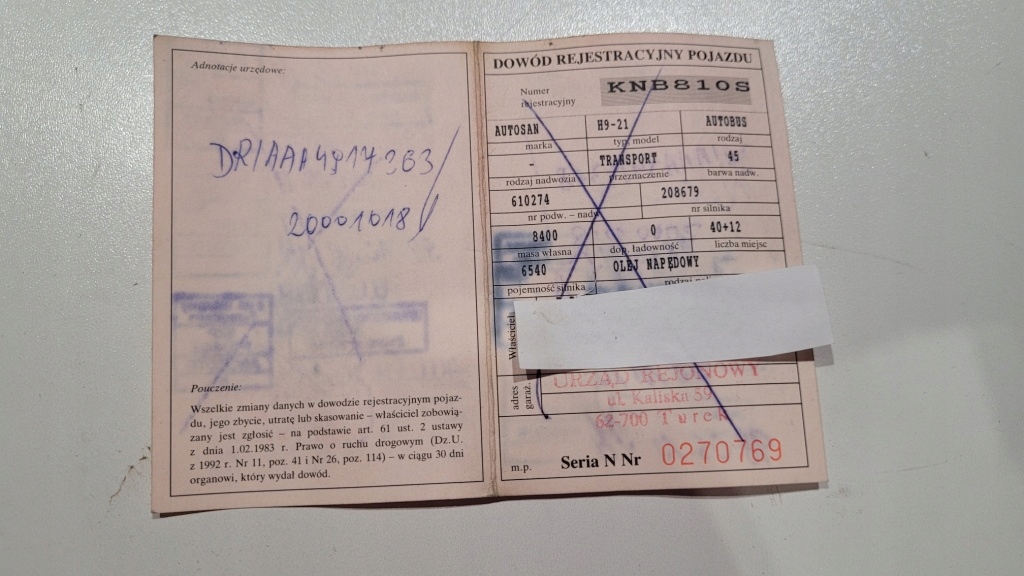 Adnotacje urzędowe:
DR/AAA4917363/
20001018/
Pouczenie:
Wszelkie zmiany danych w dowodzie rejestracyjnym pojaz-
du, jego zbycie, utratę lub skasowanie – właściciel zobowią-
zany jest zgłosić – na podstawie art. 61 ust. 2 ustawy
z dnia 1.02.1983 r. Prawo o ruchu drogowym (Dz.U.
z 1992 r. Nr 11, poz. 41 i Nr 26, poz. 114) – w ciągu 30 dni
organowi, który wydał dowód.
DOWÓD REJESTRACYJNY POJAZDU
Numer
rejestracyjny
KNB810S
AUTOSAN H9-21 AUTOBUS
marka typ, model rodzaj
- TRANSPORT 45
rodzaj nadwozia przeznaczenie barwa nadw.
610274 208679
nr podw. – nadw. nr silnika
8400 0 40+12
masa własna dop. ładowność liczba miejsc
6540 OLEJ NAPĘDOWY
pojemność silnika
Właściciel
adres
garaż.
URZĄD REJONOWY
ul. Kaliska 59
62-700 Turek
m.p. Seria N Nr 0270769